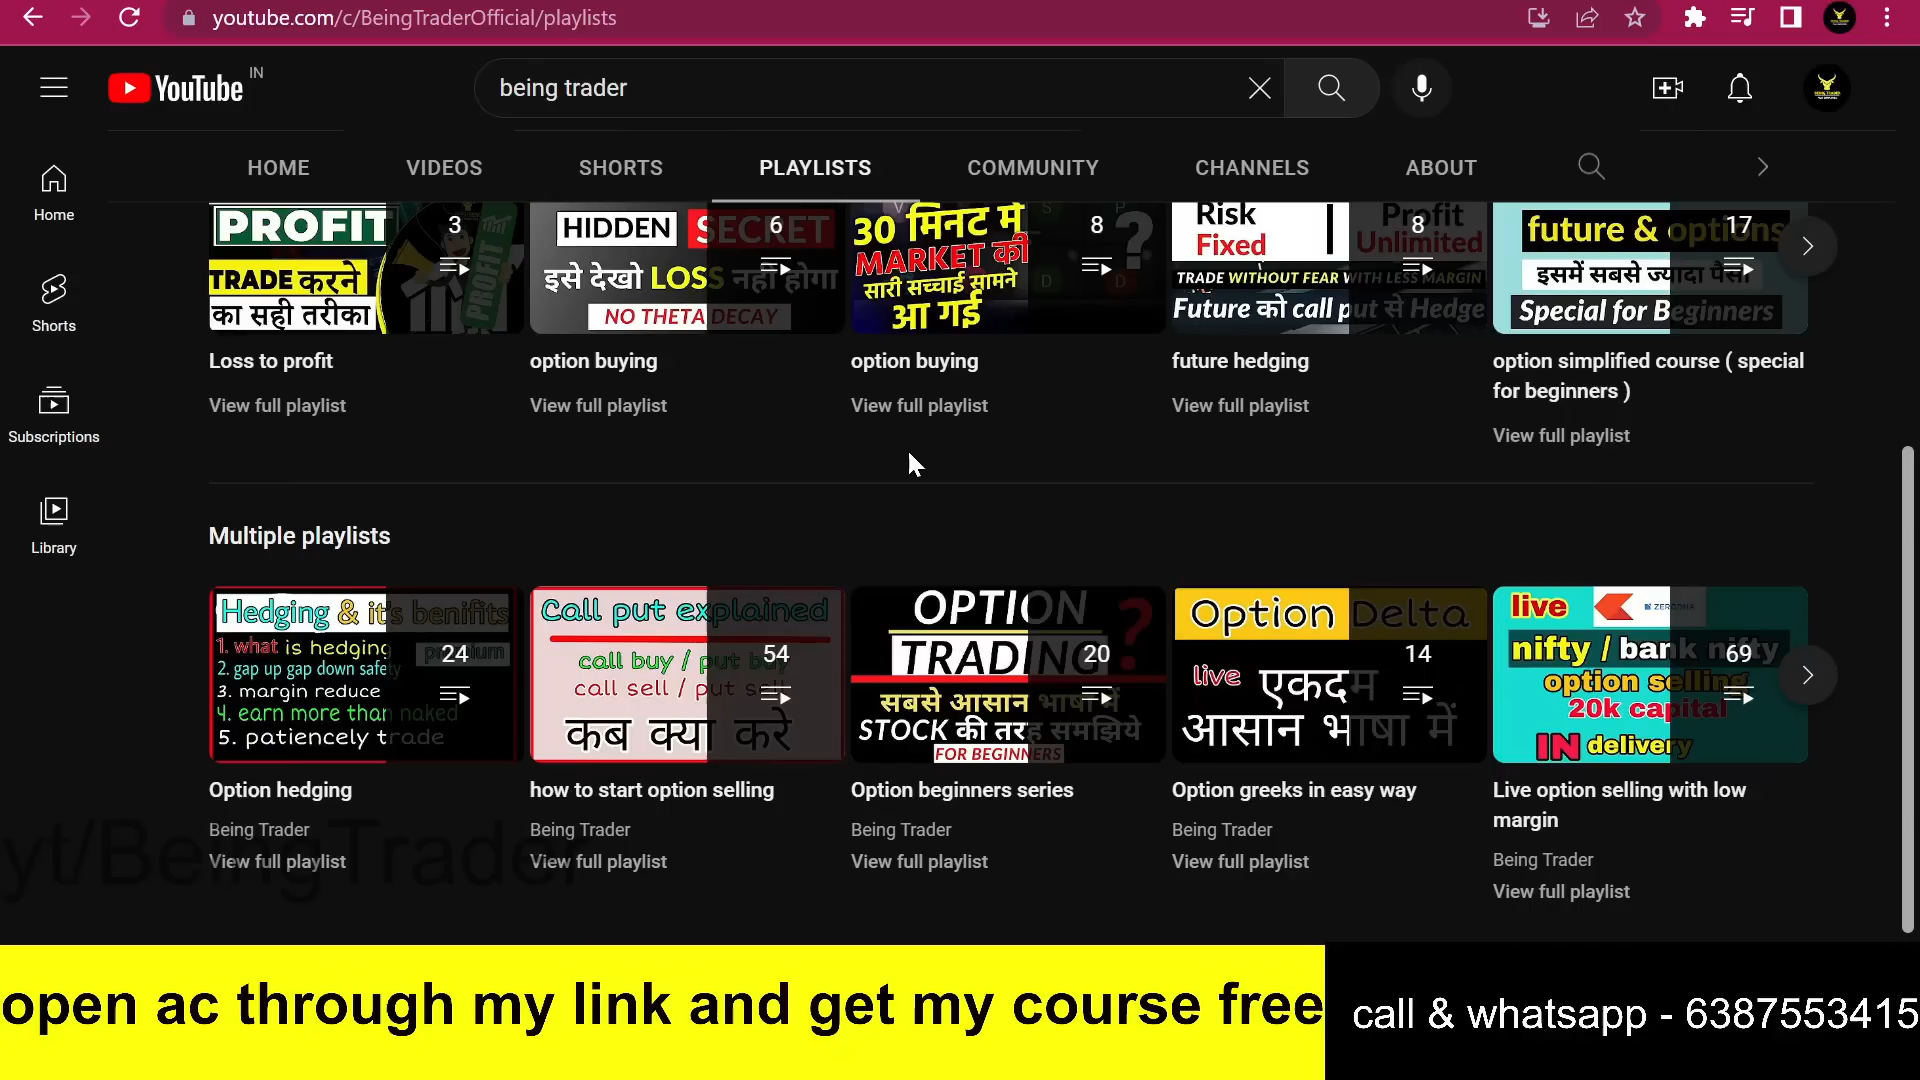 youtube.com/c/BeingTraderOfficial/playlists
YouTube IN
being trader
HOME VIDEOS SHORTS PLAYLISTS COMMUNITY CHANNELS ABOUT
Home
Shorts
Subscriptions
Library
PROFIT
TRADE करने
का सही तरीका
PROFIT
3
Loss to profit
View full playlist
HIDDEN SECRET
इसे देखो LOSS नहीं होगा
NO THETA DECAY
6
option buying
View full playlist
30 मिनट में
MARKET की
सारी सच्चाई सामने
आ गई
?
8
option buying
View full playlist
Risk Fixed
Profit Unlimited
TRADE WITHOUT FEAR WITH LESS MARGIN
Future को call put से Hedge
8
future hedging
View full playlist
future & options
इसमें सबसे ज्यादा पैसा
Special for Beginners
17
option simplified course ( special
for beginners )
View full playlist
Multiple playlists
Hedging & it's benifits
1. what is hedging
premium
2. gap up gap down safety
3. margin reduce
4. earn more than naked
5. patiencely trade
24
Option hedging
Being Trader
View full playlist
Call put explained
call buy / put buy
call sell / put sell
कब क्या करे
54
how to start option selling
Being Trader
View full playlist
OPTION
TRADING ?
सबसे आसान भाषा में
STOCK की तरह समझिये
FOR BEGINNERS
20
Option beginners series
Being Trader
View full playlist
Option Delta
live एकदम
आसान भाषा में
14
Option greeks in easy way
Being Trader
View full playlist
live ZERODHA
nifty / bank nifty
option selling
20k capital
IN delivery
69
Live option selling with low
margin
Being Trader
View full playlist
yt/BeingTrader
open ac through my link and get my course free
call & whatsapp - 6387553415